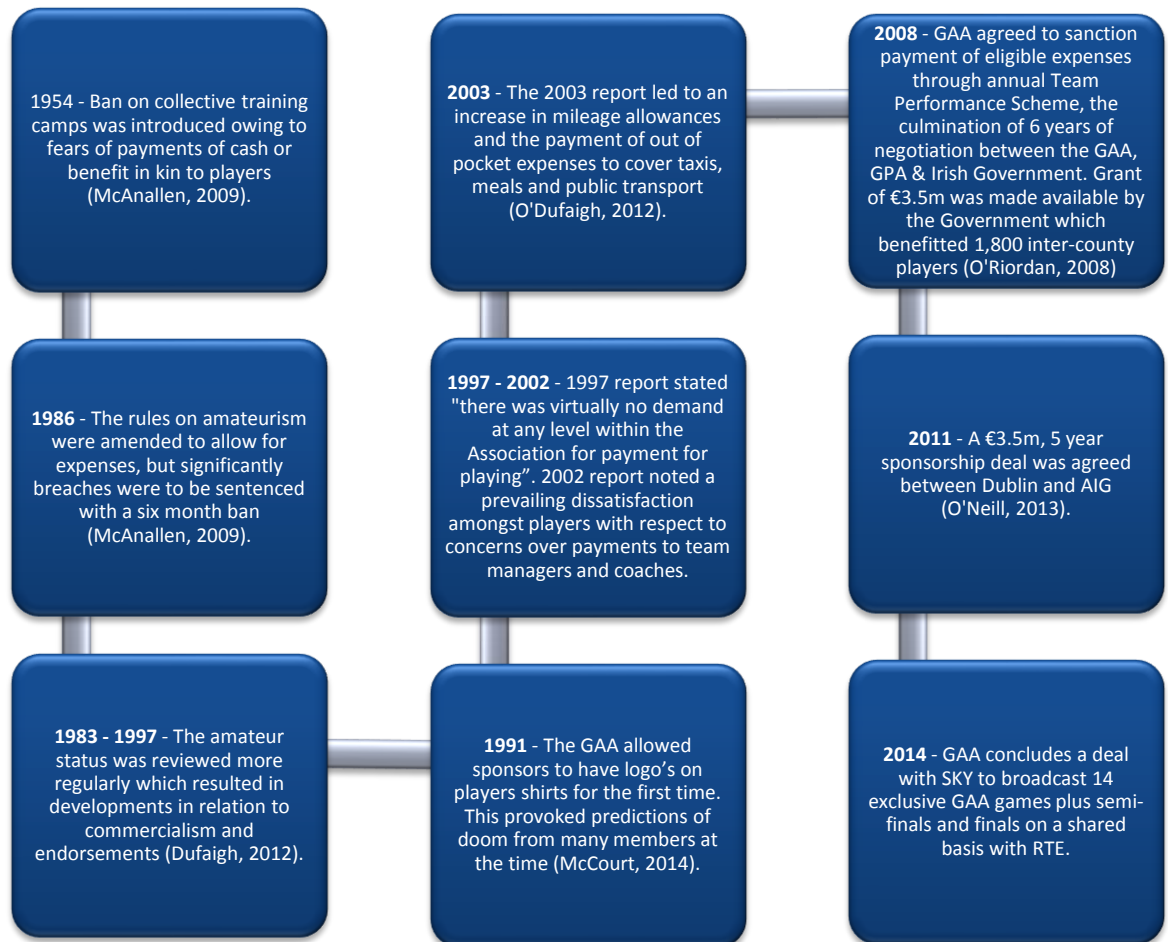 1954 - Ban on collective training
camps was introduced owing to
fears of payments of cash or
benefit in kin to players
(McAnallen, 2009).
1986 - The rules on amateurism
were amended to allow for
expenses, but significantly
breaches were to be sentenced
with a six month ban
(McAnallen, 2009).
1983 - 1997 - The amateur
status was reviewed more
regularly which resulted in
developments in relation to
commercialism and
endorsements (Dufaigh, 2012).
1991 - The GAA allowed
sponsors to have logo’s on
players shirts for the first time.
This provoked predictions of
doom from many members at
the time (McCourt, 2014).
1997 - 2002 - 1997 report stated
"there was virtually no demand
at any level within the
Association for payment for
playing”. 2002 report noted a
prevailing dissatisfaction
amongst players with respect to
concerns over payments to team
managers and coaches.
2003 - The 2003 report led to an
increase in mileage allowances
and the payment of out of
pocket expenses to cover taxis,
meals and public transport
(O'Dufaigh, 2012).
2008 - GAA agreed to sanction
payment of eligible expenses
through annual Team
Performance Scheme, the
culmination of 6 years of
negotiation between the GAA,
GPA & Irish Government. Grant
of €3.5m was made available by
the Government which
benefitted 1,800 inter-county
players (O'Riordan, 2008)
2011 - A €3.5m, 5 year
sponsorship deal was agreed
between Dublin and AIG
(O'Neill, 2013).
2014 - GAA concludes a deal
with SKY to broadcast 14
exclusive GAA games plus semi-
finals and finals on a shared
basis with RTE.